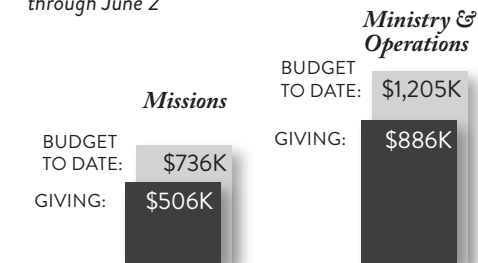 through June 2
Missions
BUDGET
TO DATE: $736K
GIVING: $506K
Ministry &
Operations
BUDGET
TO DATE: $1,205K
GIVING: $886K